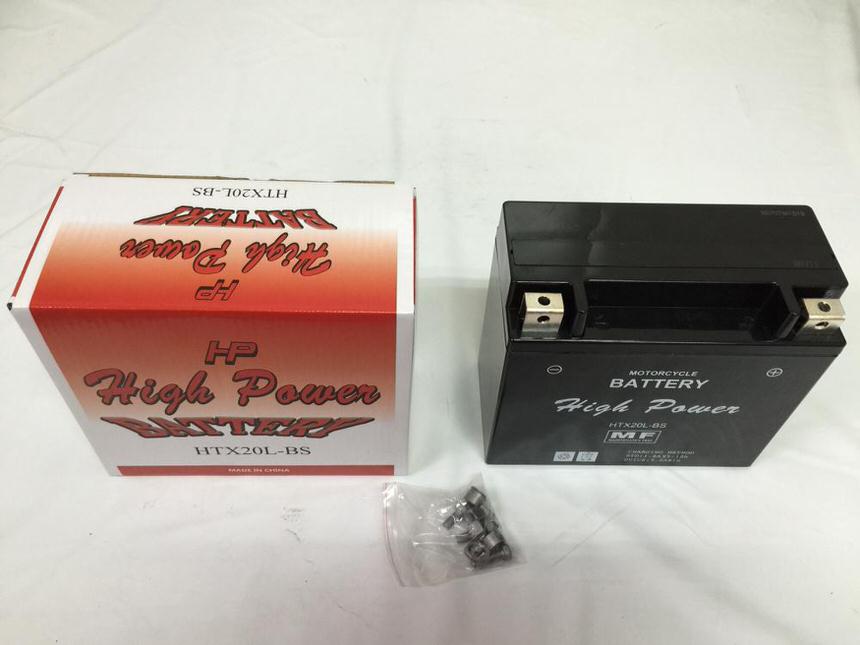 HTX20L-BS
BATTERY
High Power
HP
HP
High Power
BATTERY
HTX20L-BS
MADE IN CHINA
MOTORCYCLE
BATTERY
High Power
HTX20L-BS
MF